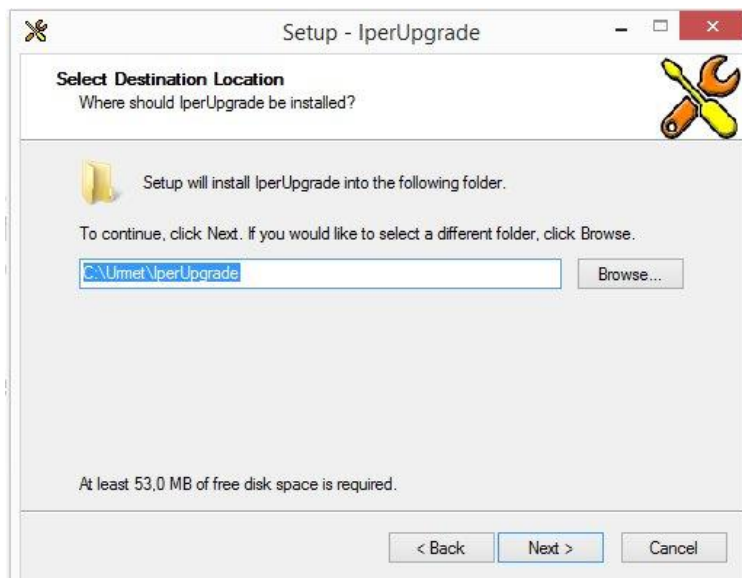 Setup - IperUpgrade
Select Destination Location
Where should IperUpgrade be installed?
Setup will install IperUpgrade into the following folder.
To continue, click Next. If you would like to select a different folder, click Browse.
C:\Urmet\IperUpgrade
Browse...
At least 53,0 MB of free disk space is required.
< Back
Next >
Cancel